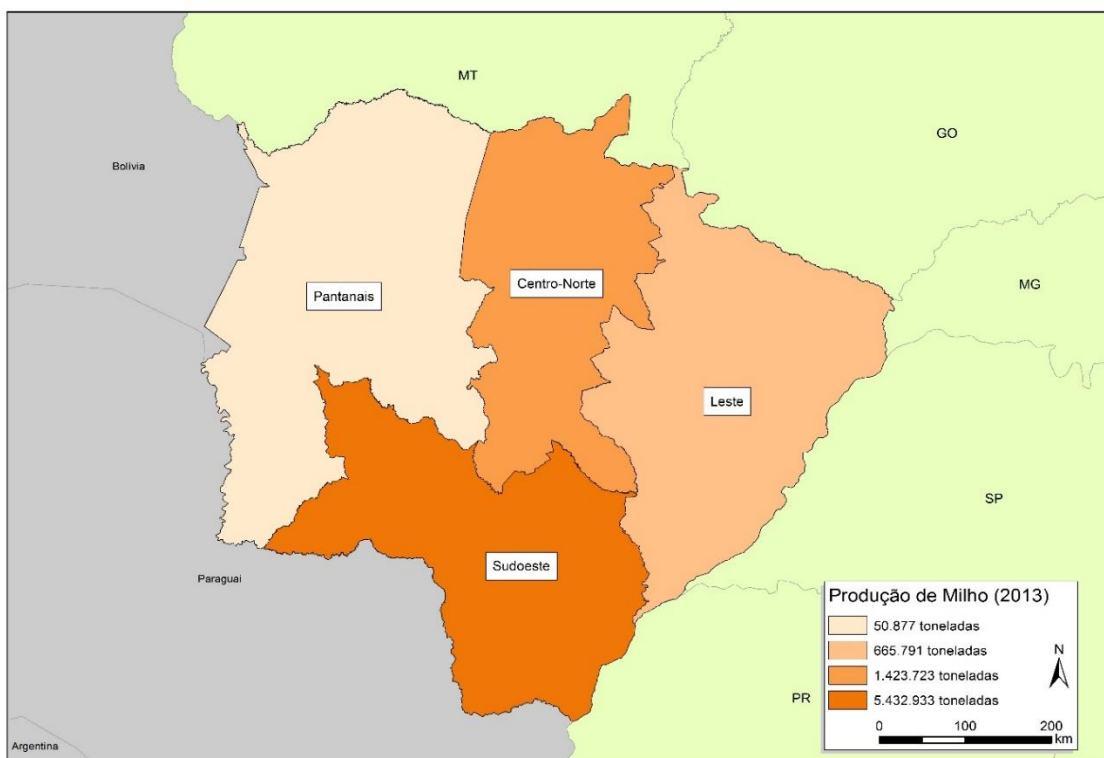 MT
GO
Bolívia
Pantanais
Centro-Norte
MG
Leste
SP
Sudoeste
Paraguai
Produção de Milho (2013)
50.877 toneladas
665.791 toneladas
1.423.723 toneladas
5.432.933 toneladas
N
PR
0 100 200
km
Argentina